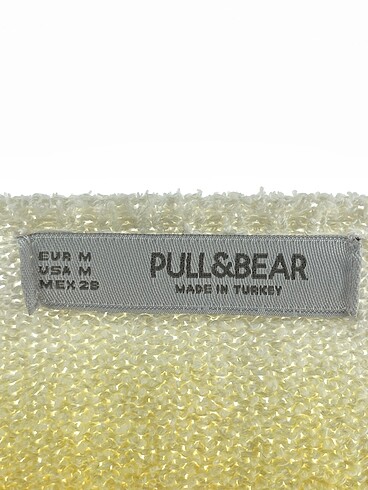 EUR M
USA M
MEX 28
PULL&BEAR
MADE IN TURKEY